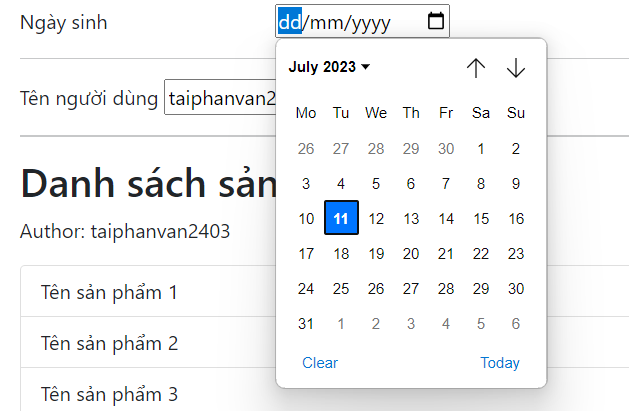 Ngày sinh dd/mm/yyyy
July 2023
Mo Tu We Th Fr Sa Su
26 27 28 29 30 1 2
3 4 5 6 7 8 9
10 11 12 13 14 15 16
17 18 19 20 21 22 23
24 25 26 27 28 29 30
31 1 2 3 4 5 6
Clear Today
Tên người dùng taiphanvan2
Danh sách sản
Author: taiphanvan2403
Tên sản phẩm 1
Tên sản phẩm 2
Tên sản phẩm 3